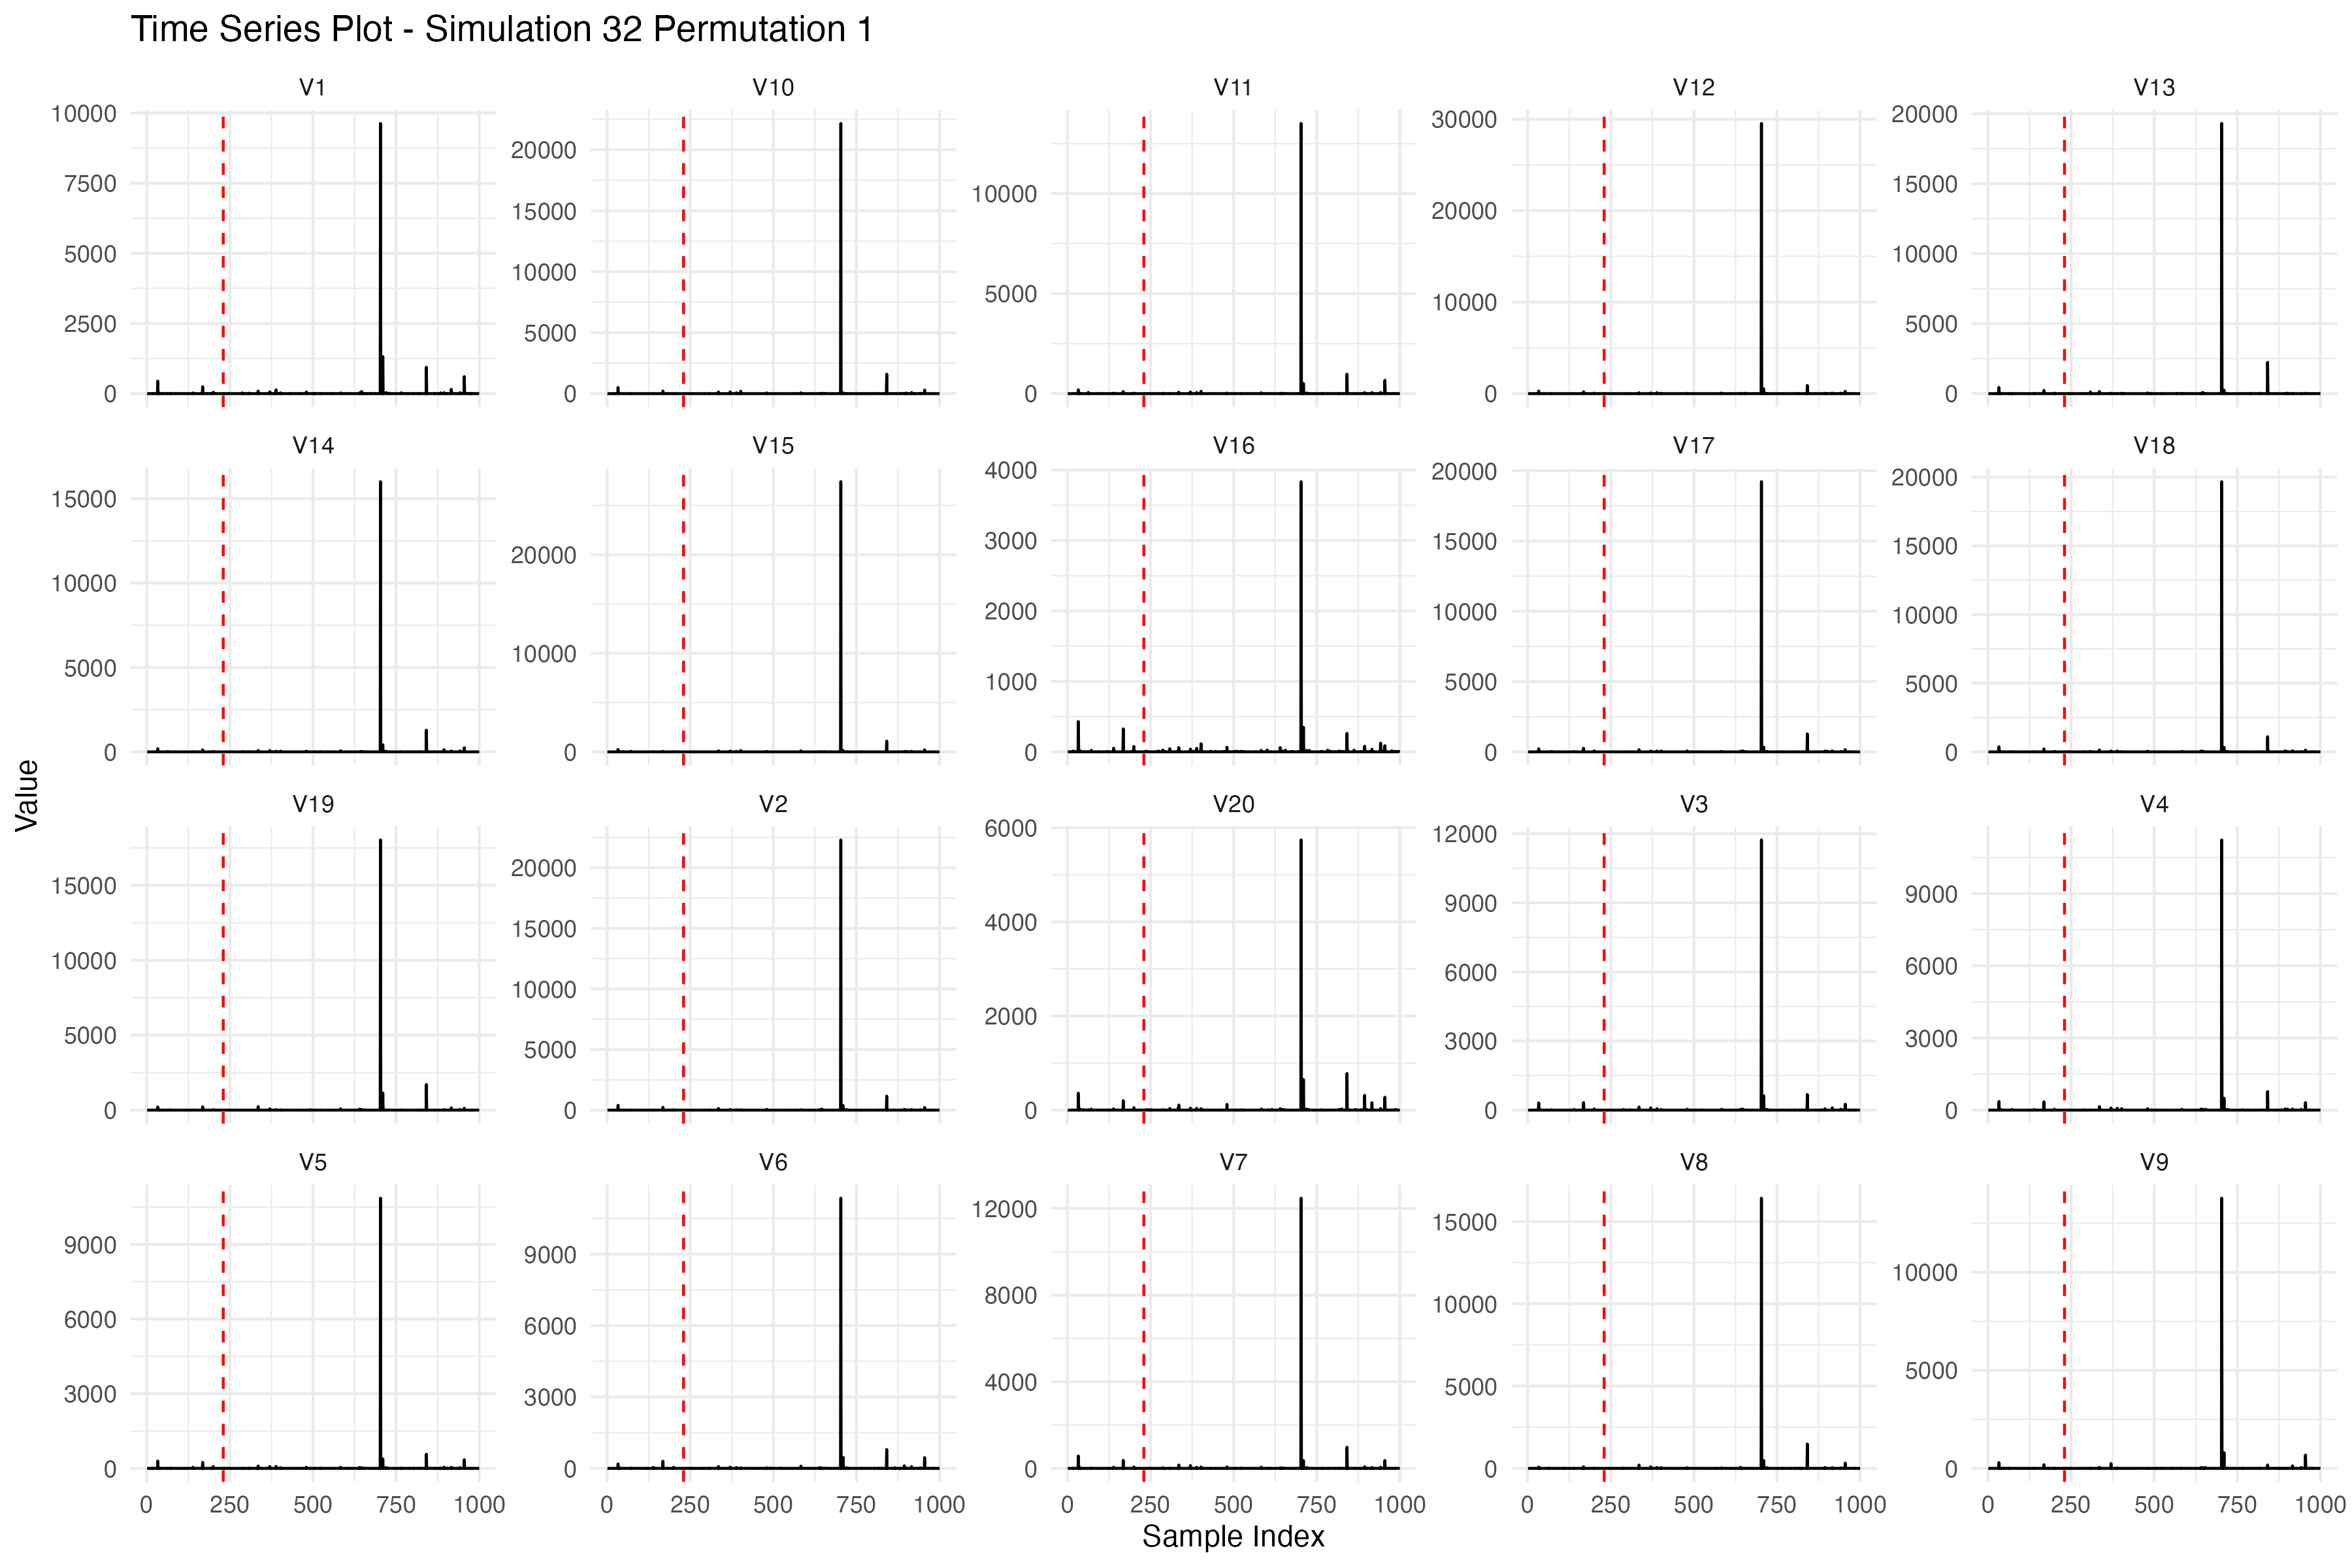 Time Series Plot - Simulation 32 Permutation 1
V1 V10 V11 V12 V13
10000 7500 5000 2500 0
20000 15000 10000 5000 0
10000 5000 0
30000 20000 10000 0
20000 15000 10000 5000 0
V14 V15 V16 V17 V18
15000 10000 5000 0
20000 10000 0
4000 3000 2000 1000 0
20000 15000 10000 5000 0
20000 15000 10000 5000 0
Value
V19 V2 V20 V3 V4
15000 10000 5000 0
20000 15000 10000 5000 0
6000 4000 2000 0
12000 9000 6000 3000 0
9000 6000 3000 0
V5 V6 V7 V8 V9
9000 6000 3000 0
9000 6000 3000 0
12000 8000 4000 0
15000 10000 5000 0
10000 5000 0
0 250 500 750 1000 0 250 500 750 1000 0 250 500 750 1000 0 250 500 750 1000 0 250 500 750 1000
Sample Index